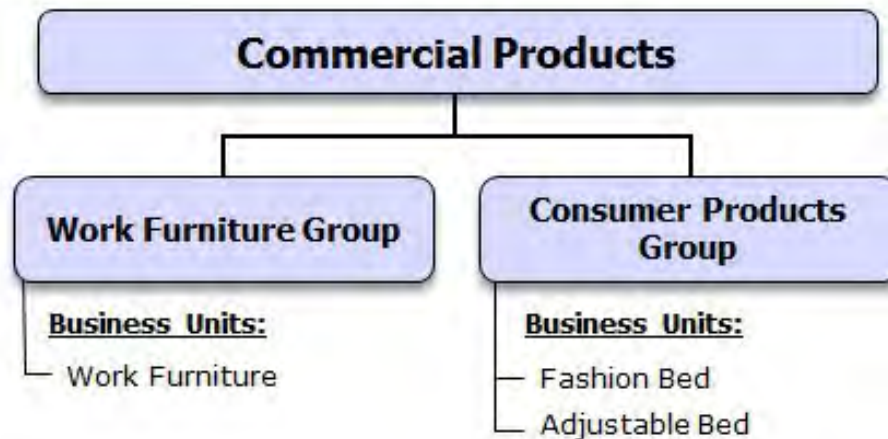 Commercial Products
Work Furniture Group
Consumer Products
Group
Business Units:
Work Furniture
Business Units:
Fashion Bed
Adjustable Bed